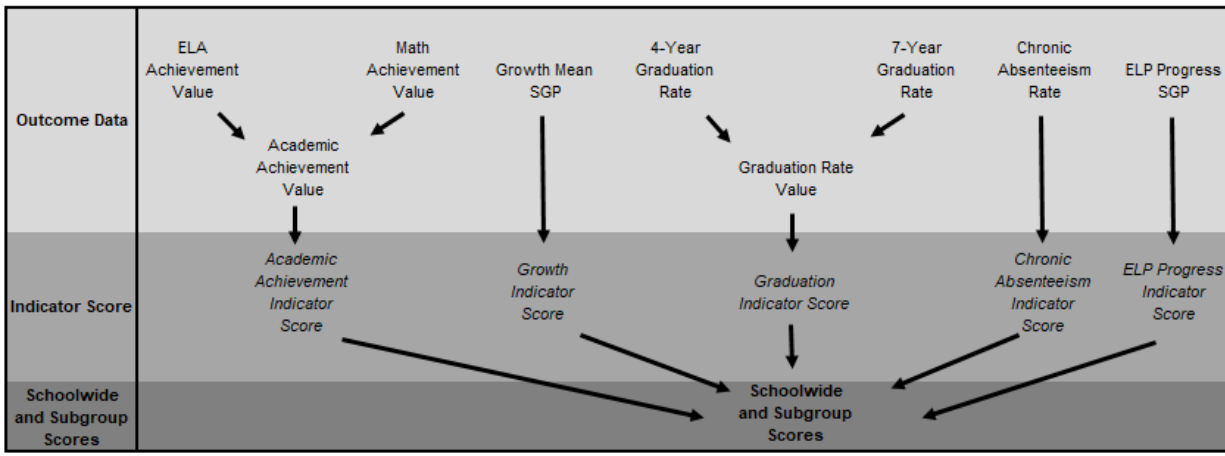 Outcome Data
ELA
Achievement
Value
Math
Achievement
Value
Growth Mean
SGP
4-Year
Graduation
Rate
7-Year
Graduation
Rate
Chronic
Absenteeism
Rate
ELP Progress
SGP
Academic
Achievement
Value
Graduation Rate
Value
Indicator Score
Academic
Achievement
Indicator
Score
Growth
Indicator
Score
Graduation
Indicator Score
Chronic
Absenteeism
Indicator
Score
ELP Progress
Indicator
Score
Schoolwide
and Subgroup
Scores
Schoolwide
and Subgroup
Scores